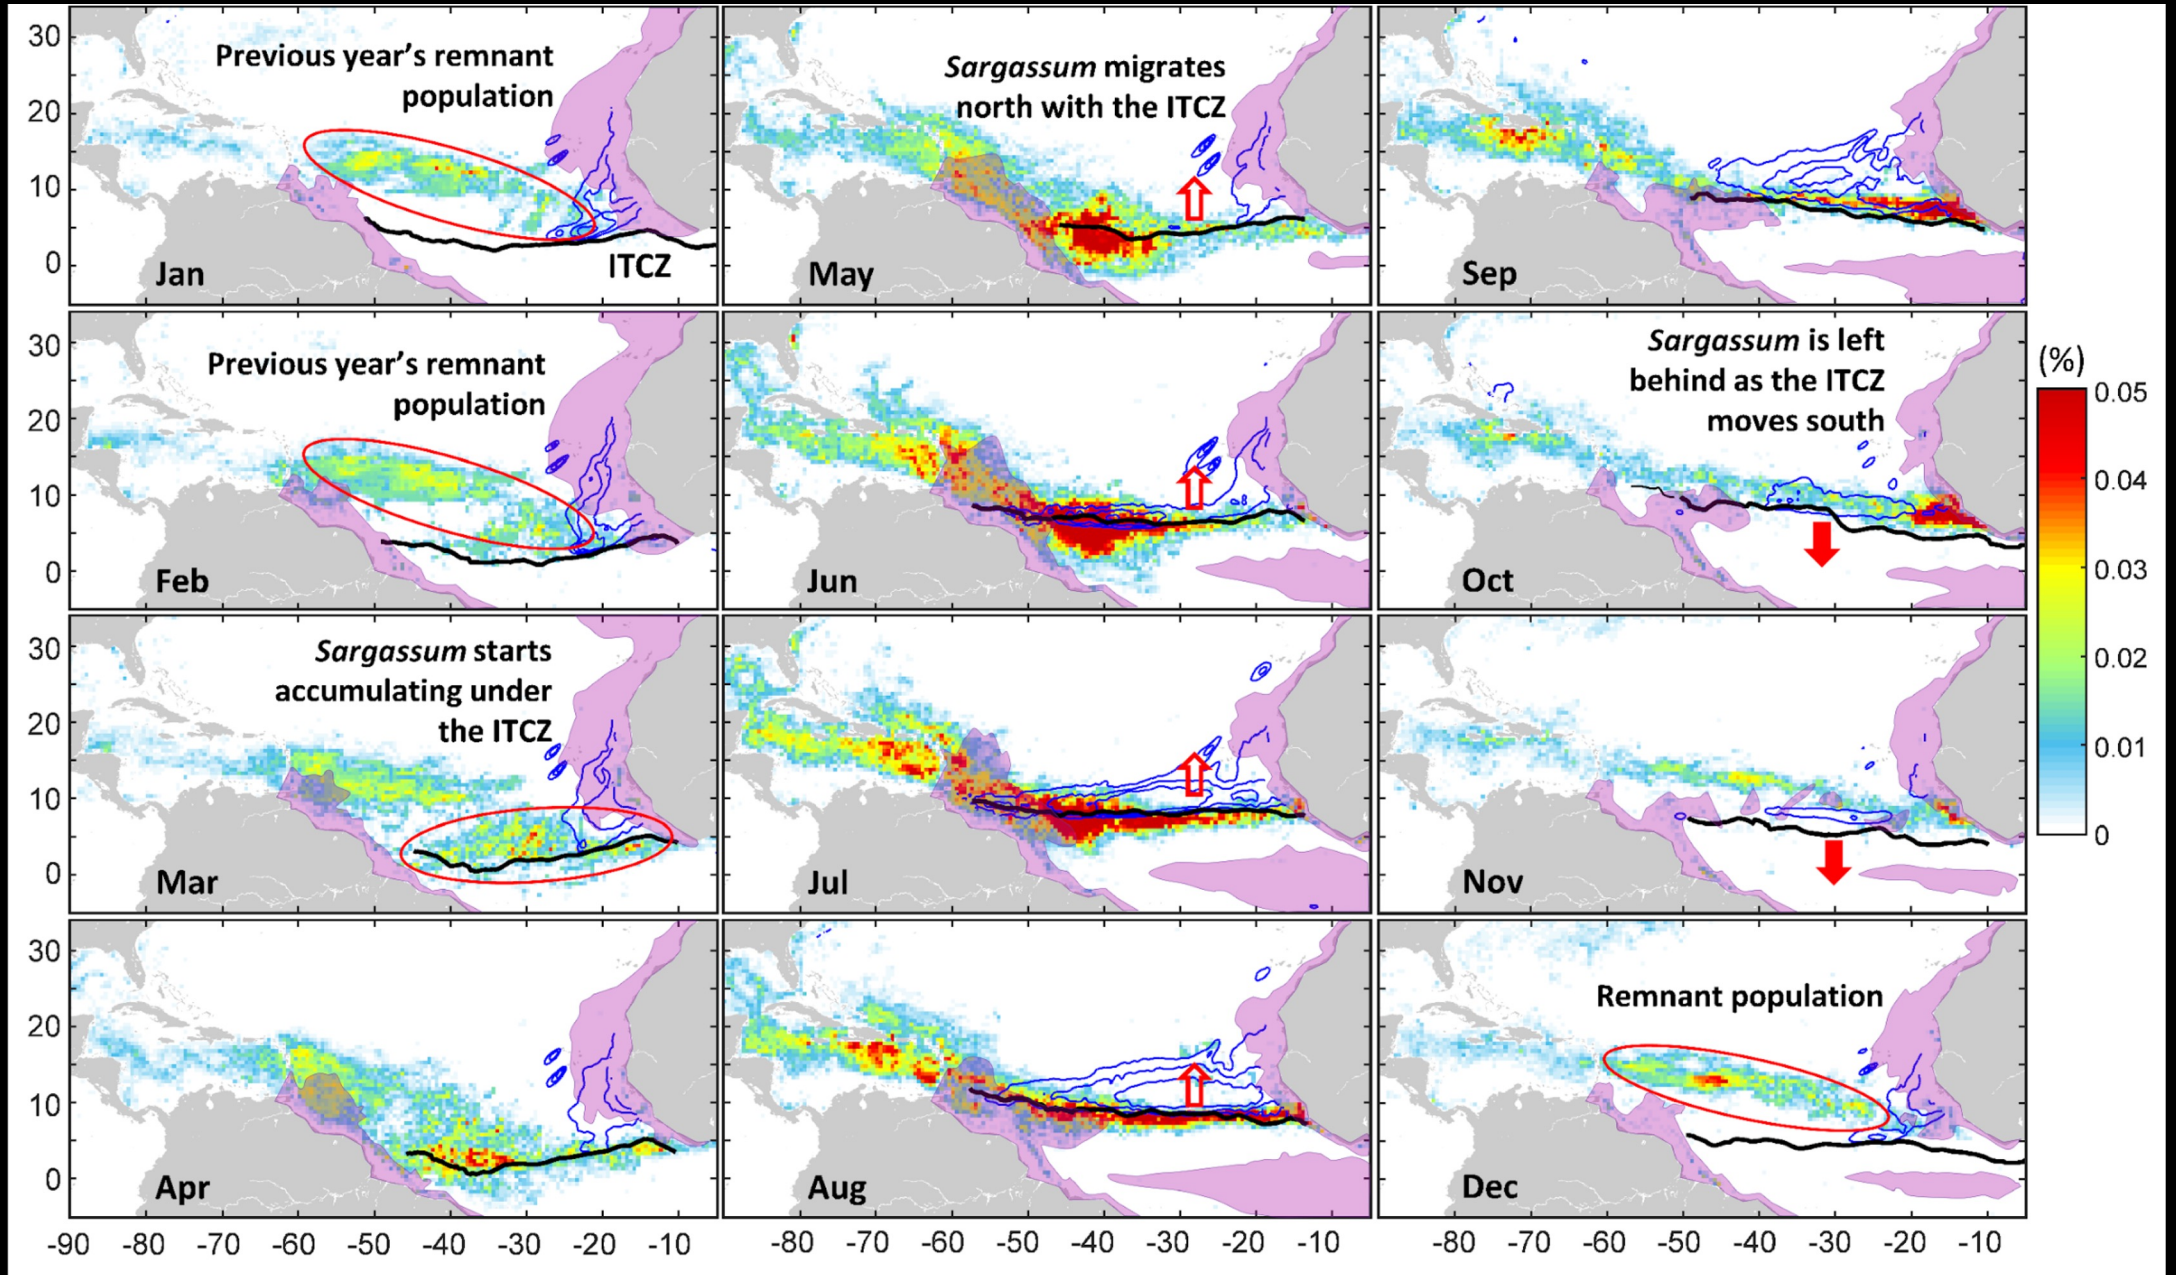 30
20
10
0
Previous year's remnant
population
ITCZ
Jan
Sargassum migrates
north with the ITCZ
May
Sep
30
20
10
0
Previous year's remnant
population
Feb
Jun
Sargassum is left
behind as the ITCZ
moves south
Oct
(%)
0.05
0.04
0.03
0.02
0.01
0
30
20
10
0
Sargassum starts
accumulating under
the ITCZ
Mar
Jul
Nov
30
20
10
0
Apr
Aug
Remnant population
Dec
-90 -80 -70 -60 -50 -40 -30 -20 -10
-80 -70 -60 -50 -40 -30 -20 -10
-80 -70 -60 -50 -40 -30 -20 -10